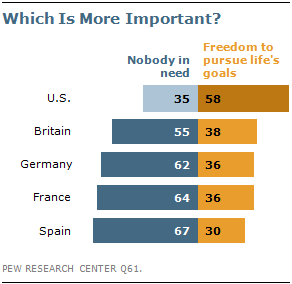 Which Is More Important?
Nobody in need Freedom to pursue life's goals
U.S. 35 58
Britain 55 38
Germany 62 36
France 64 36
Spain 67 30
PEW RESEARCH CENTER Q61.